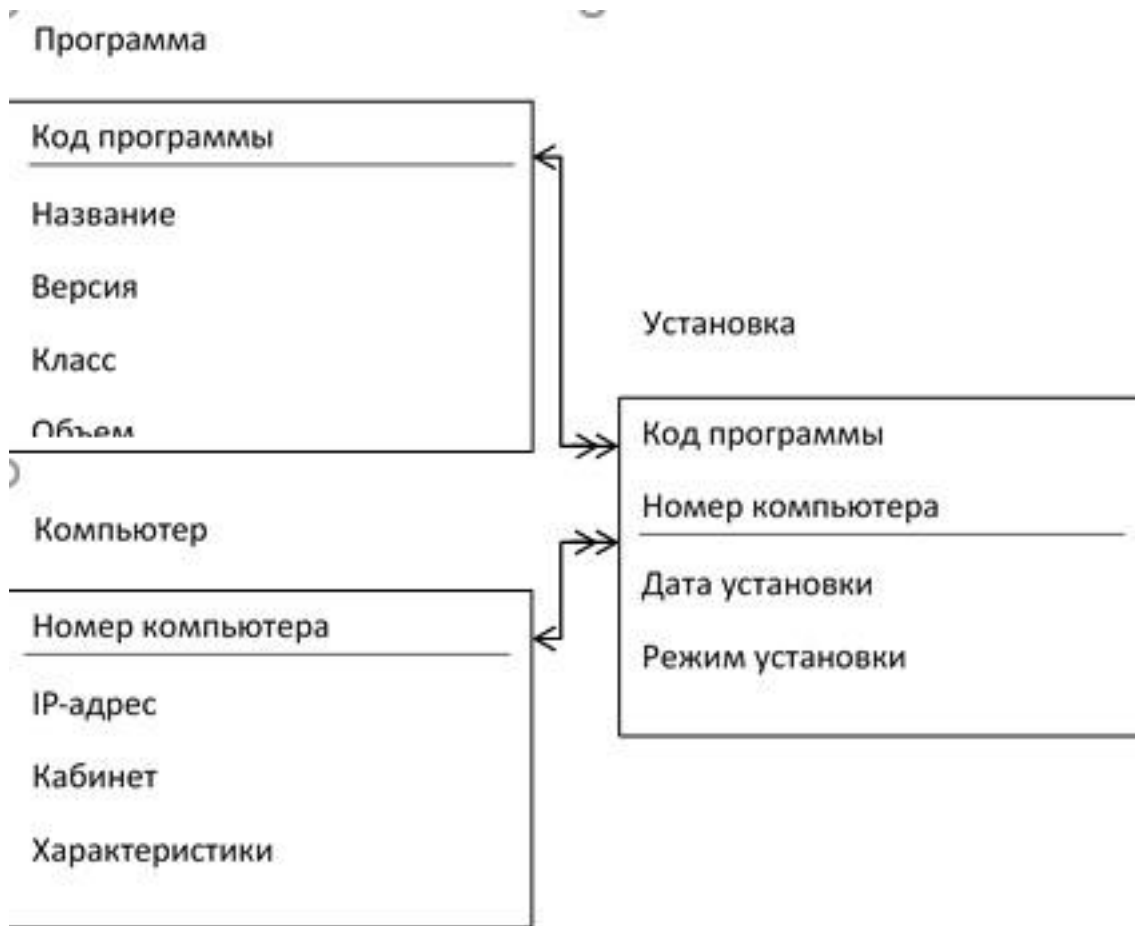 Программа
Код программы
Название
Версия
Класс
Объем
Компьютер
Номер компьютера
IP-адрес
Кабинет
Характеристики
Установка
Код программы
Номер компьютера
Дата установки
Режим установки